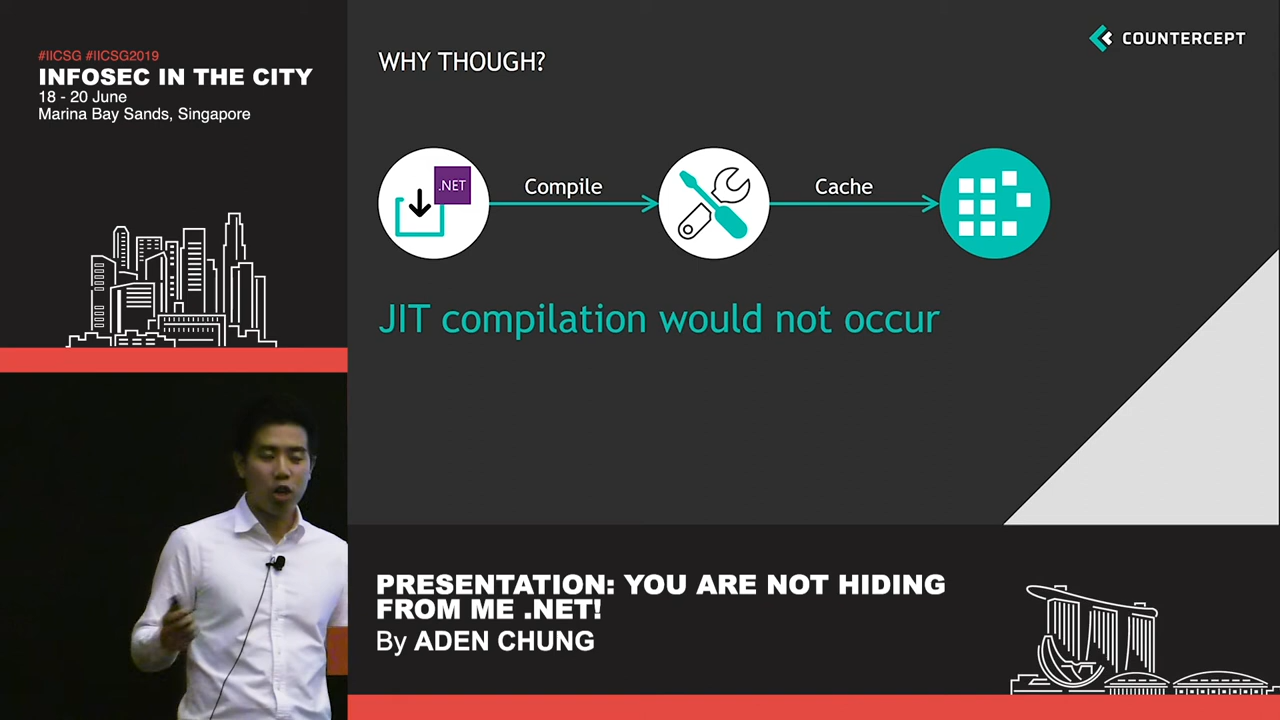 #IICSG #IICSG2019
INFOSEC IN THE CITY
18 - 20 June
Marina Bay Sands, Singapore
WHY THOUGH?
COUNTERCEPT
.NET
Compile
Cache
JIT compilation would not occur
PRESENTATION: YOU ARE NOT HIDING
FROM ME .NET!
By ADEN CHUNG